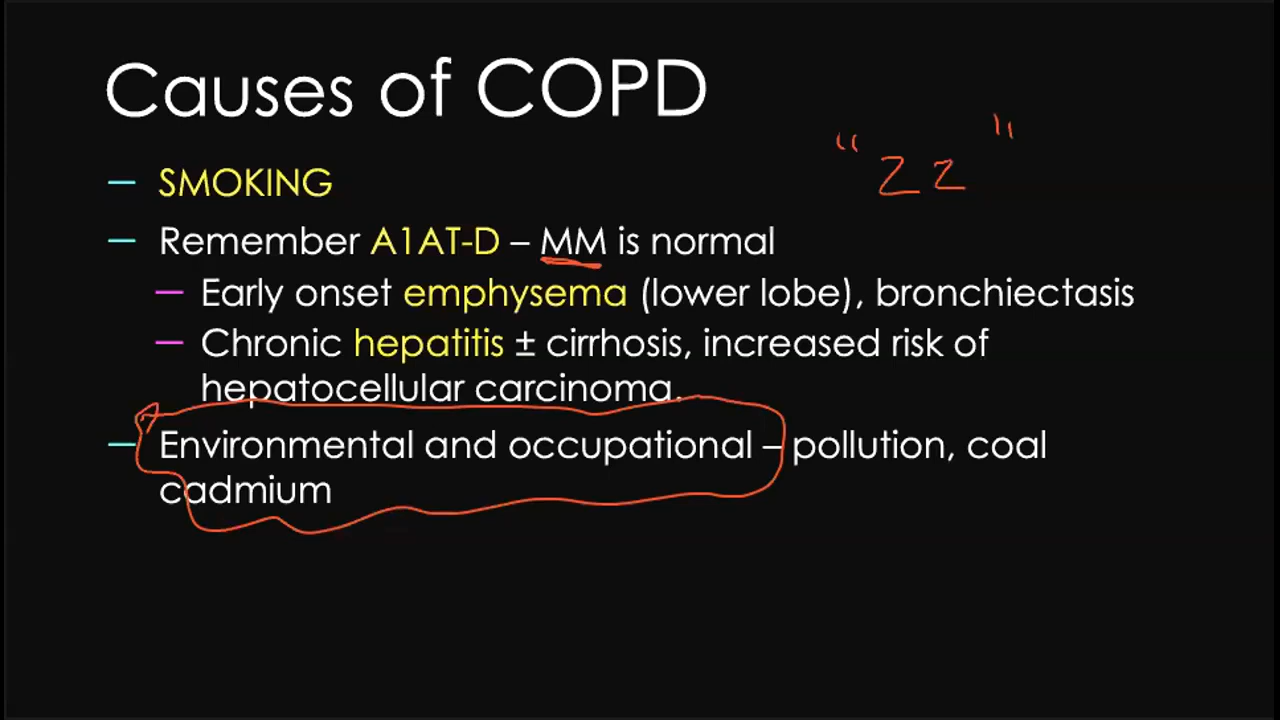 Causes of COPD
"ZZ"
– SMOKING
– Remember A1AT-D – MM is normal
– Early onset emphysema (lower lobe), bronchiectasis
– Chronic hepatitis ± cirrhosis, increased risk of
hepatocellular carcinoma.
– Environmental and occupational – pollution, coal
cadmium